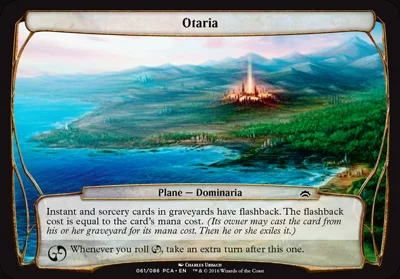 Otaria
Plane — Dominaria
Instant and sorcery cards in graveyards have flashback. The flashback
cost is equal to the card's mana cost. (Its owner may cast the card from
his or her graveyard for its mana cost. Then he or she exiles it.)
Whenever you roll , take an extra turn after this one.
061/086 PCA • EN CHARLES URBACH
™ & © 2016 Wizards of the Coast